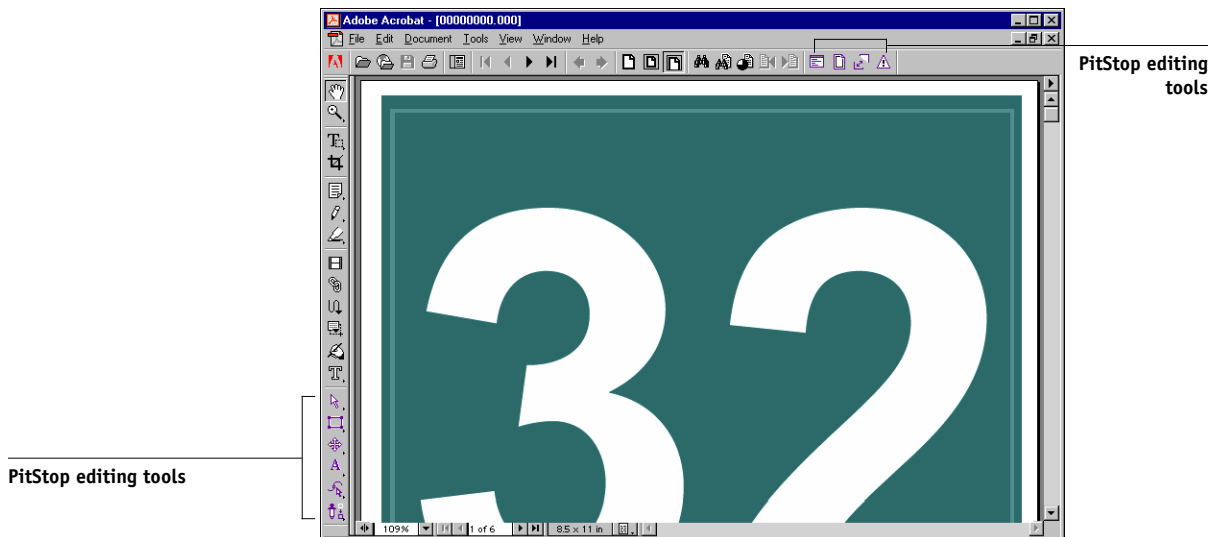 Adobe Acrobat - [00000000.000]
File Edit Document Tools View Window Help
PitStop editing
tools
32
PitStop editing tools
109% 1 of 6 8.5 x 11 in